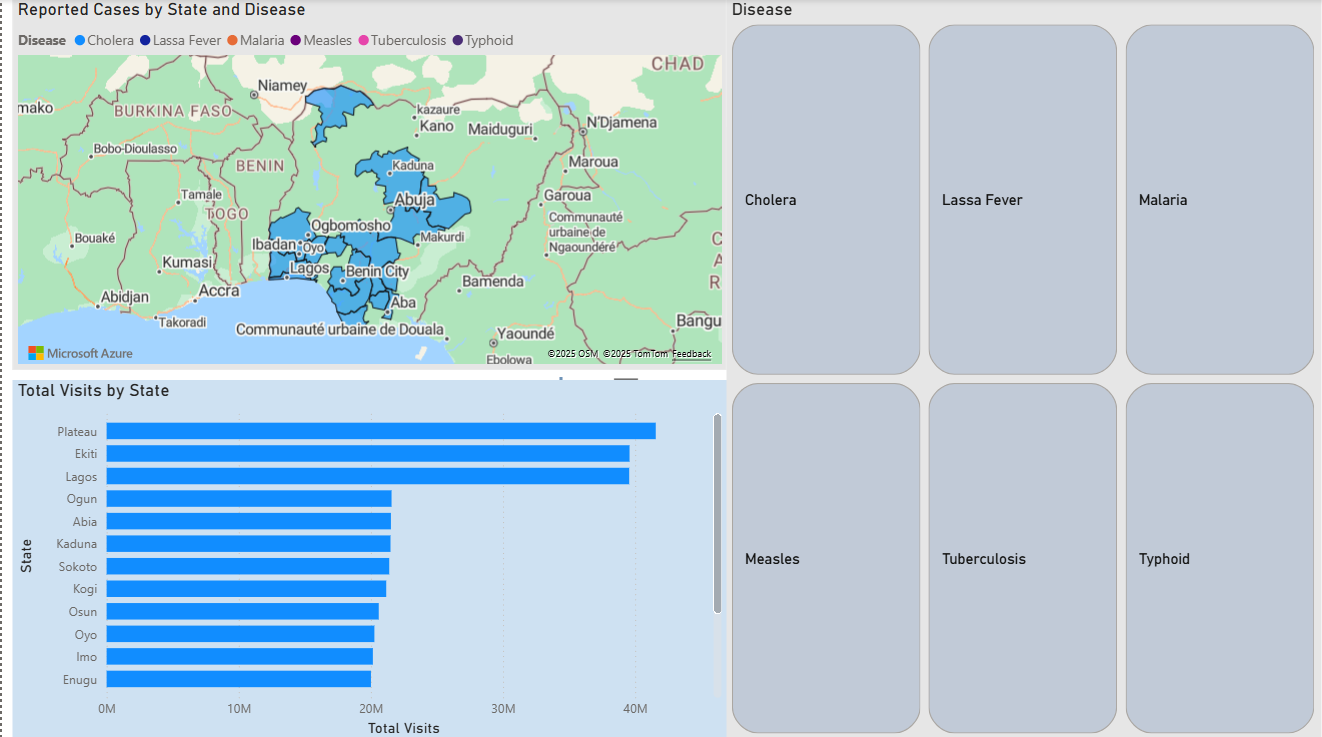 Reported Cases by State and Disease
Disease Cholera Lassa Fever Malaria Measles Tuberculosis Typhoid
CHAD
Niamey
mako
BURKINA FASO
kazaure
Kano
Maiduguri
N'Djamena
Bobo-Dioulasso
BENIN
Kaduna
Maroua
Tamale
TOGO
Abuja
Garoua
Communauté
urbaine de
Ngaoundéré
Bouaké
Ogbomosho
Ibadan
Oyo
Makurdi
C
A
R
Kumasi
Lagos
Benin City
Bamenda
Abidjan
Accra
Aba
Takoradi
Communauté urbaine de Douala
Yaoundé
Bangu
Ebolowa
Microsoft Azure
©2025 OSM ©2025 TomTom Feedback
Total Visits by State
State
Plateau
Ekiti
Lagos
Ogun
Abia
Kaduna
Sokoto
Kogi
Osun
Oyo
Imo
Enugu
0M 10M 20M 30M 40M
Total Visits
Disease
Cholera
Lassa Fever
Malaria
Measles
Tuberculosis
Typhoid